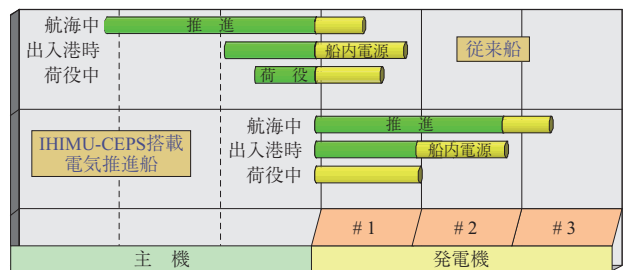 航海中
推 進
出入港時
船内電源
従来船
荷役中
荷 役
航海中
推 進
IHIMU-CEPS搭載
電気推進船
出入港時
船内電源
荷役中
#1
#2
#3
主 機
発電機